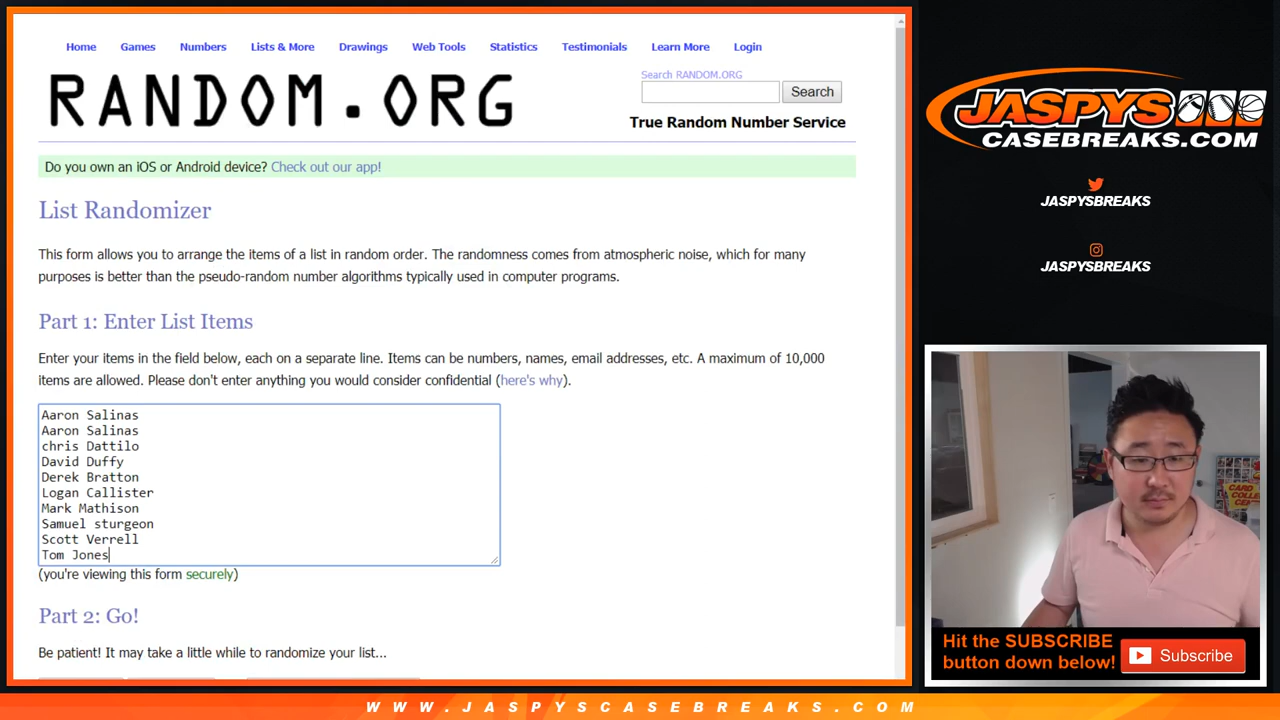 Home Games Numbers Lists & More Drawings Web Tools Statistics Testimonials Learn More Login
RANDOM.ORG
Search RANDOM.ORG
Search
True Random Number Service
Do you own an iOS or Android device? Check out our app!
List Randomizer
This form allows you to arrange the items of a list in random order. The randomness comes from atmospheric noise, which for many
purposes is better than the pseudo-random number algorithms typically used in computer programs.
Part 1: Enter List Items
Enter your items in the field below, each on a separate line. Items can be numbers, names, email addresses, etc. A maximum of 10,000
items are allowed. Please don't enter anything you would consider confidential (here's why).
Aaron Salinas
Aaron Salinas
chris Dattilo
David Duffy
Derek Bratton
Logan Callister
Mark Mathison
Samuel sturgeon
Scott Verrell
Tom Jones
(you're viewing this form securely)
Part 2: Go!
Be patient! It may take a little while to randomize your list...
JASPYS
CASEBREAKS.COM
JASPYSBREAKS
JASPYSBREAKS
CARD
Hit the SUBSCRIBE
button down below!
Subscribe
WWW.JASPYSCASEBREAKS.COM